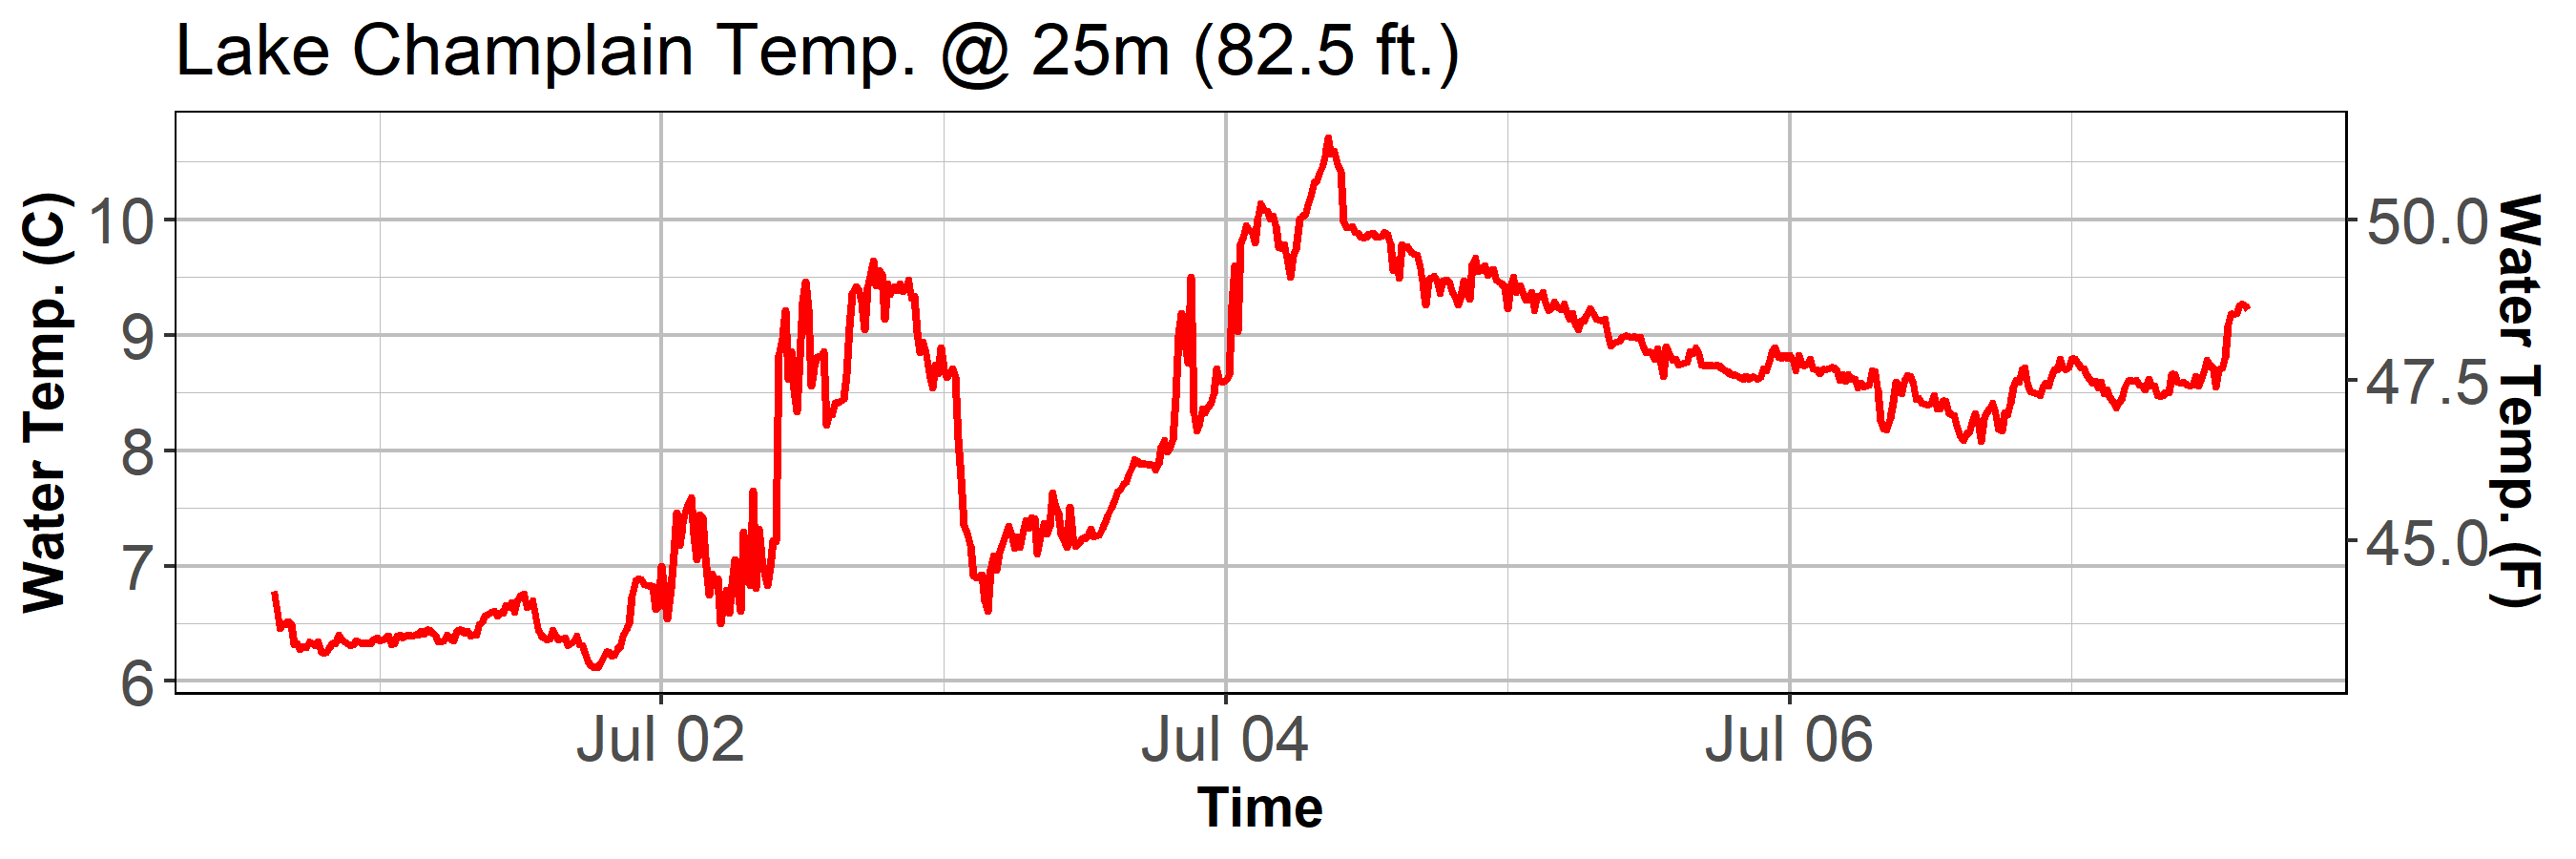 Lake Champlain Temp. @ 25m (82.5 ft.)
Water Temp. (C)
10
9
8
7
6
50.0
47.5
45.0
Water Temp. (F)
Jul 02
Jul 04
Jul 06
Time